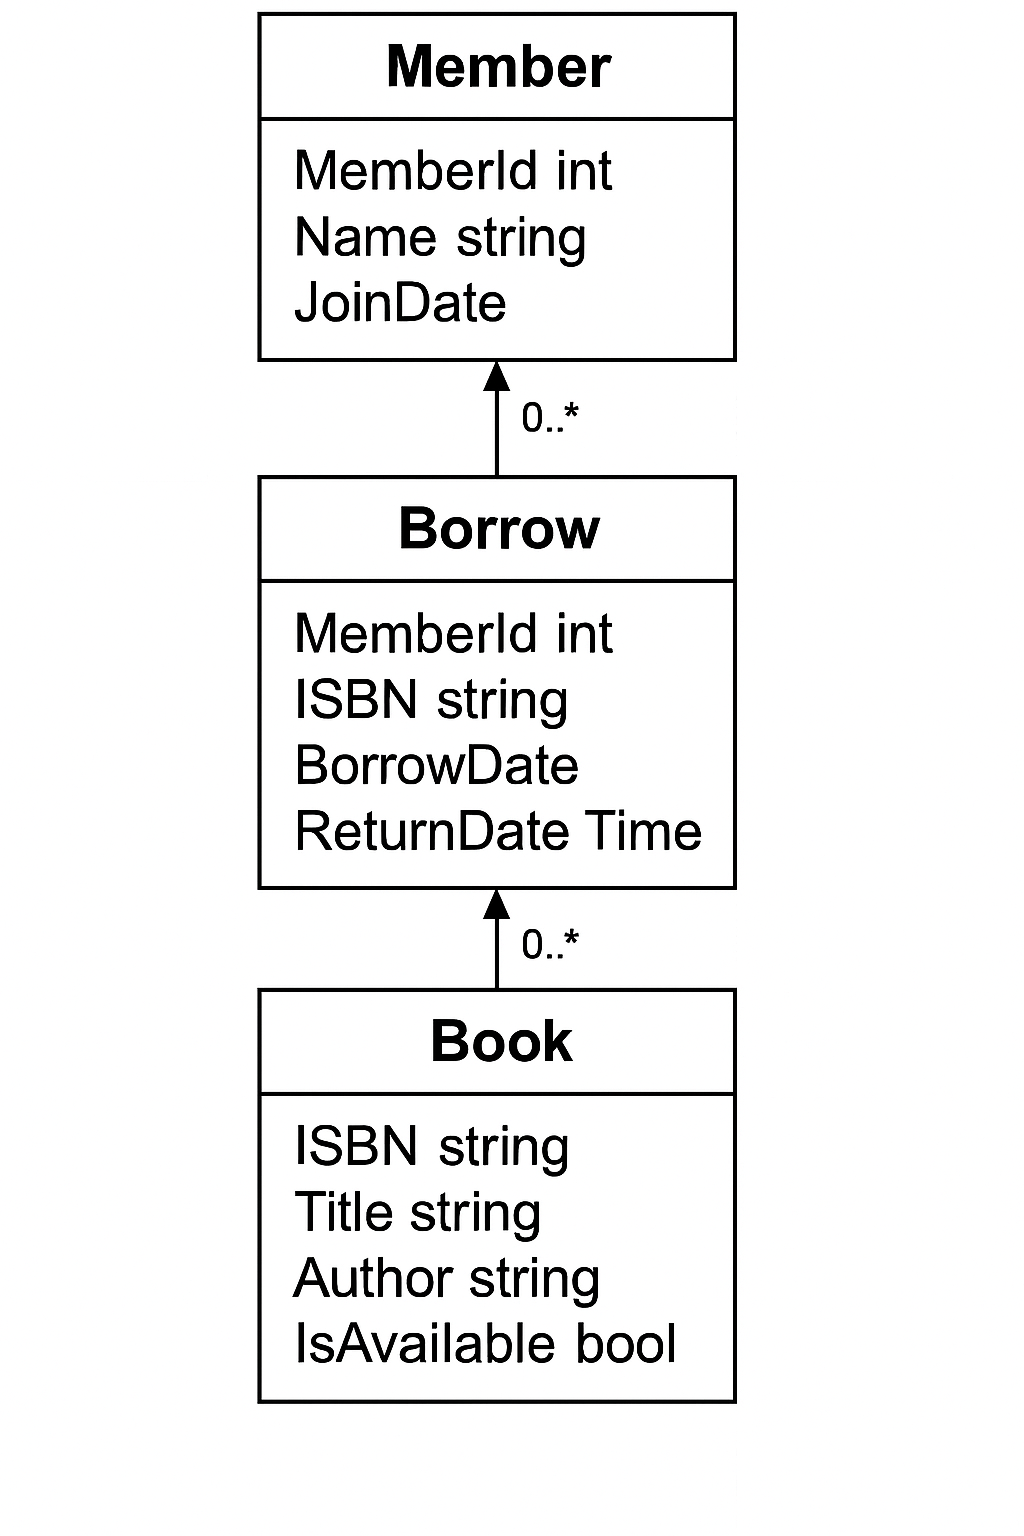 Member
MemberId int
Name string
JoinDate
0..*
Borrow
MemberId int
ISBN string
BorrowDate
ReturnDate Time
0..*
Book
ISBN string
Title string
Author string
IsAvailable bool